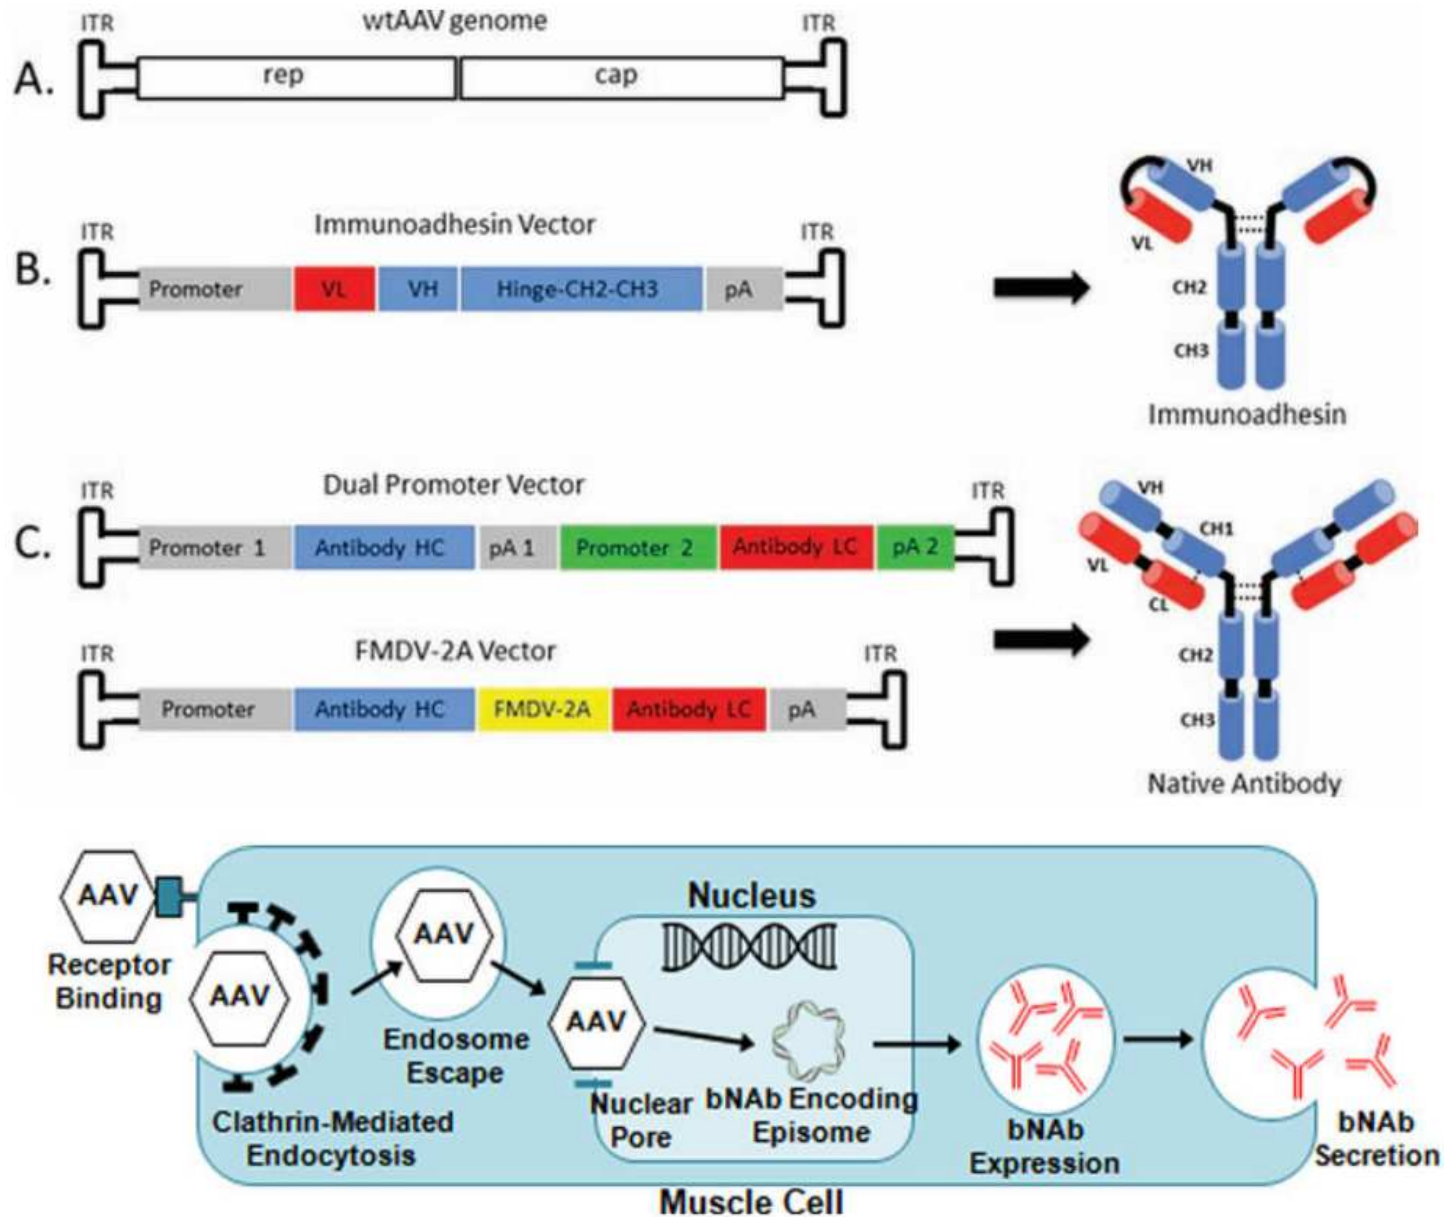 ITR
wtAAV genome
ITR
A.
rep
cap
Immunoadhesin Vector
ITR
ITR
B.
Promoter
VL
VH
Hinge-CH2-CH3
pA
VH
VL
CH2
CH3
Immunoadhesin
Dual Promoter Vector
ITR
ITR
C.
Promoter 1
Antibody HC
pA 1
Promoter 2
Antibody LC
pA 2
FMDV-2A Vector
ITR
ITR
Promoter
Antibody HC
FMDV-2A
Antibody LC
pA
VH
CH1
VL
CL
CH2
CH3
Native Antibody
AAV
Receptor
Binding
AAV
Clathrin-Mediated
Endocytosis
AAV
Endosome
Escape
Nucleus
AAV
Nuclear
Pore
bNAb Encoding
Episome
bNAb
Expression
bNAb
Secretion
Muscle Cell